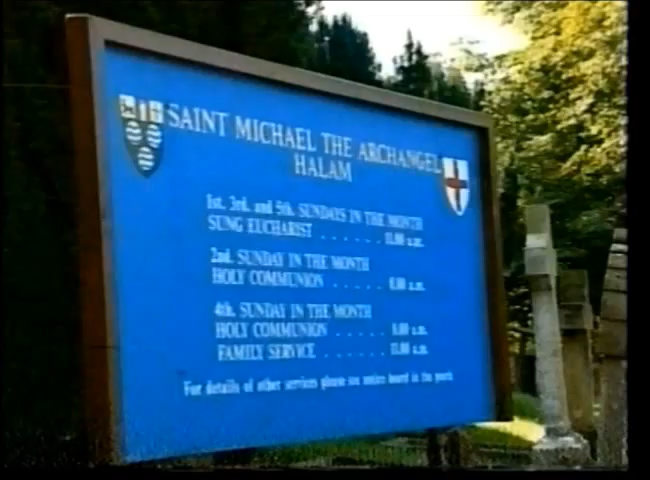 SAINT MICHAEL THE ARCHANGEL
HALAM
1st. 3rd. and 5th. SUNDAYS IN THE MONTH
SUNG EUCHARIST . . . . . . 11.00 a.m.
2nd. SUNDAY IN THE MONTH
HOLY COMMUNION . . . . . 8.00 a.m.
4th. SUNDAY IN THE MONTH
HOLY COMMUNION . . . . . 8.00 a.m.
FAMILY SERVICE . . . . . . 11.00 a.m.
For details of other services please see notice board in the porch